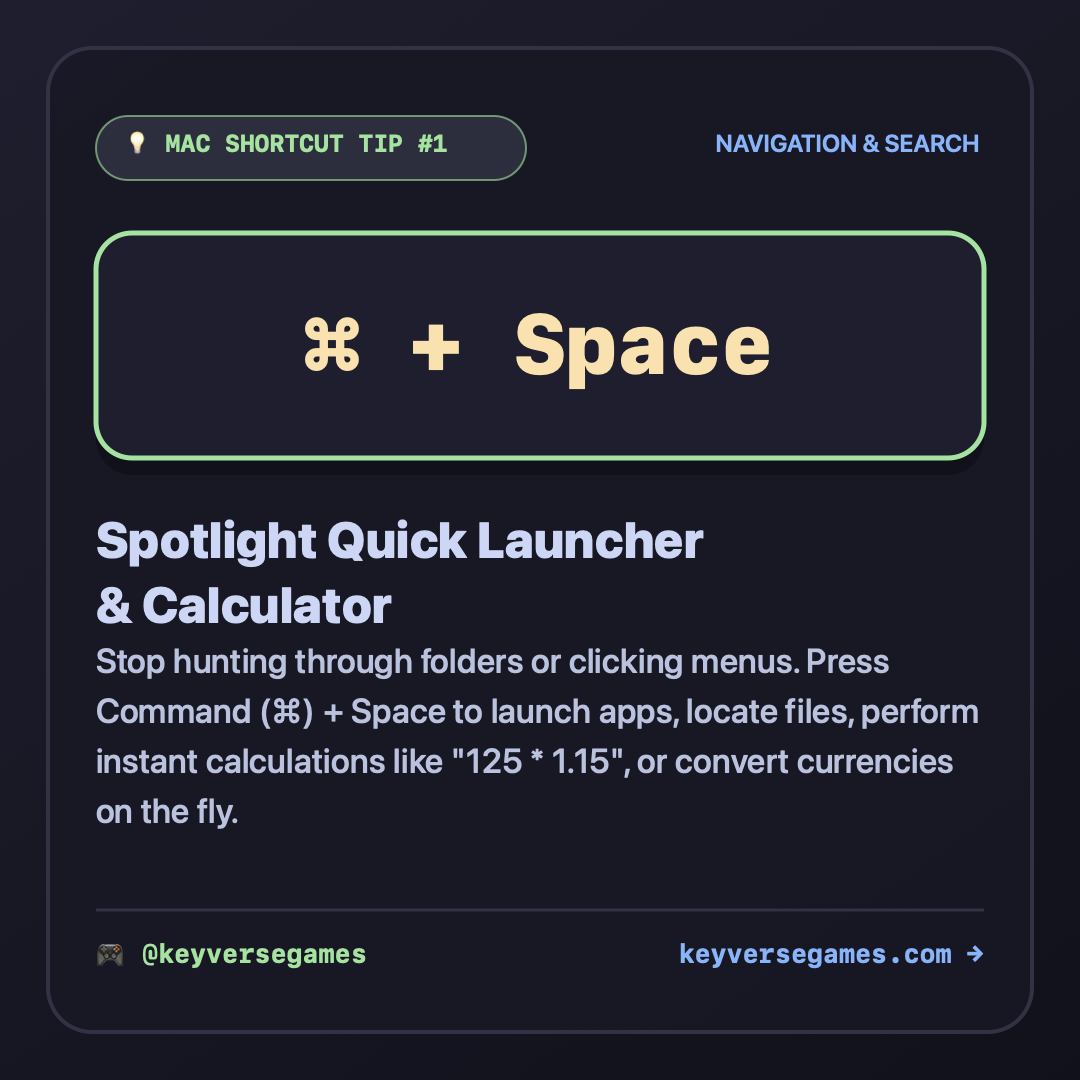 💡 MAC SHORTCUT TIP #1
NAVIGATION & SEARCH
⌘ + Space
Spotlight Quick Launcher
& Calculator
Stop hunting through folders or clicking menus. Press
Command (⌘) + Space to launch apps, locate files, perform
instant calculations like "125 * 1.15", or convert currencies
on the fly.
🎮 @keyversegames
keyversegames.com →